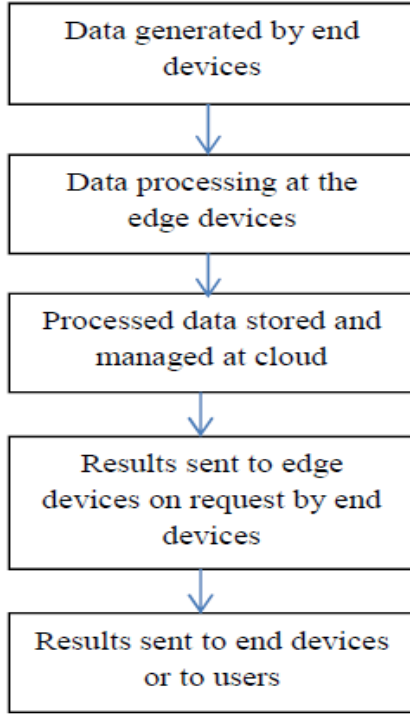 Data generated by end
devices
Data processing at the
edge devices
Processed data stored and
managed at cloud
Results sent to edge
devices on request by end
devices
Results sent to end devices
or to users